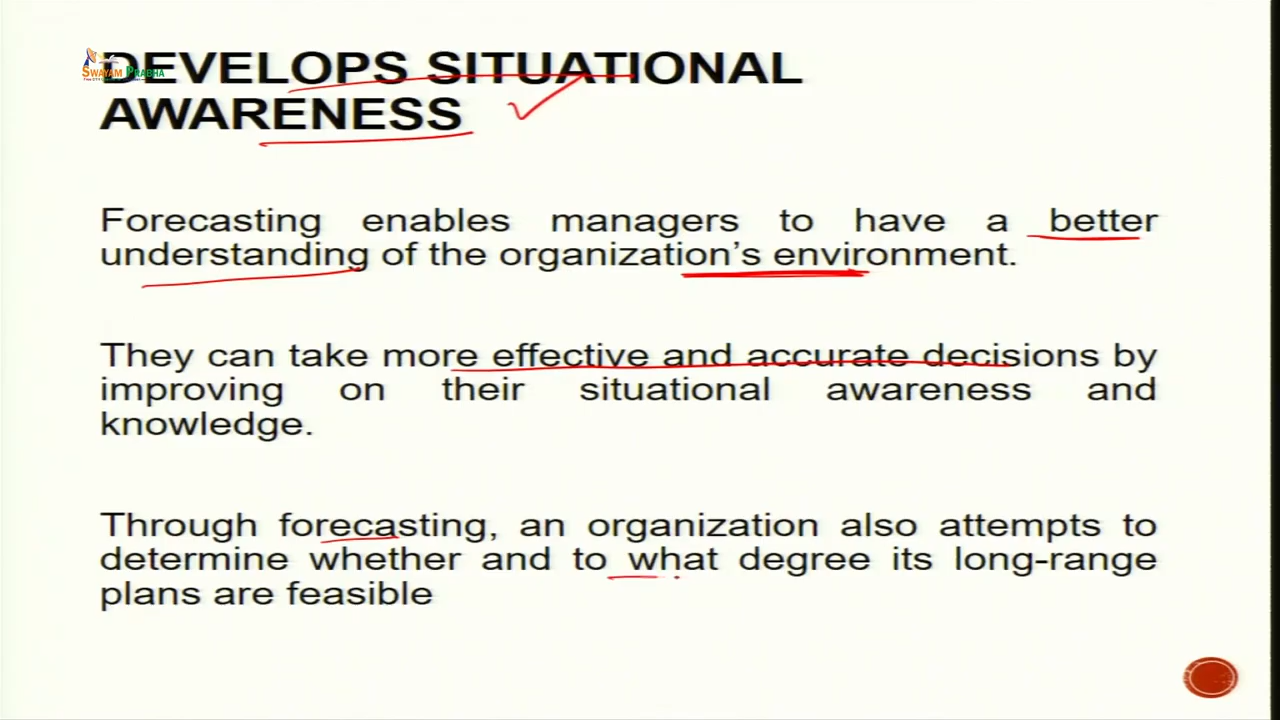 DEVELOPS SITUATIONAL
SWAYAM PRABHA
AWARENESS
Forecasting enables managers to have a better
understanding of the organization's environment.
They can take more effective and accurate decisions by
improving on their situational awareness and
knowledge.
Through forecasting, an organization also attempts to
determine whether and to what degree its long-range
plans are feasible